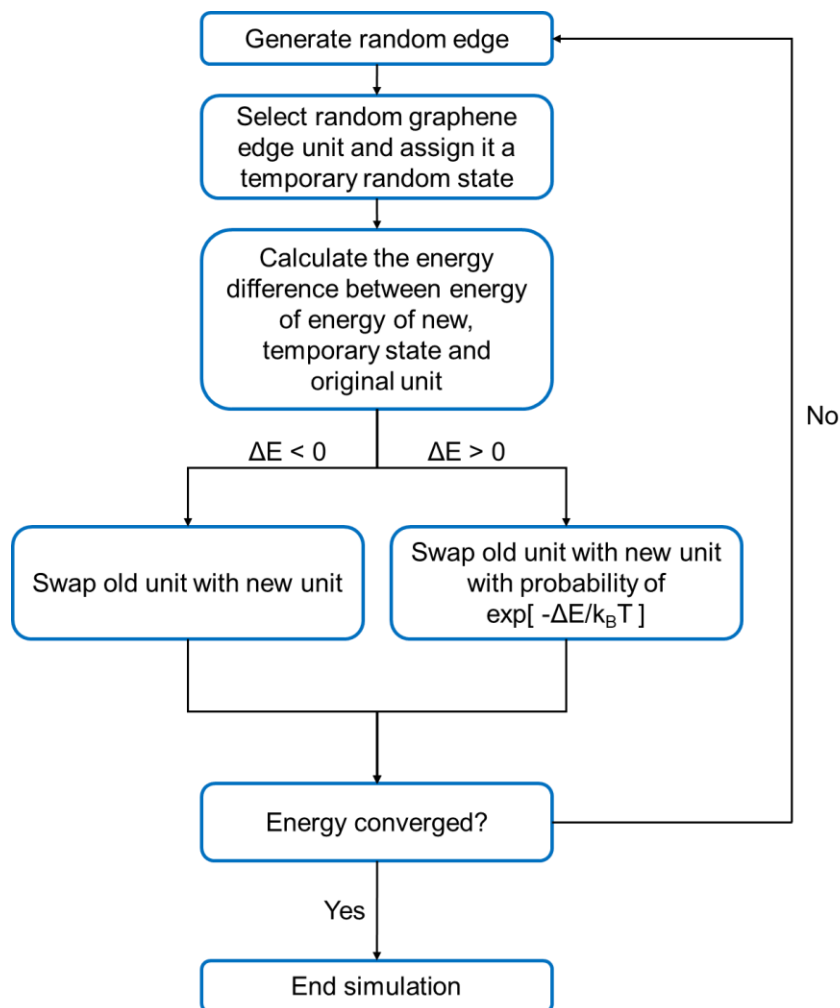 Generate random edge
Select random graphene
edge unit and assign it a
temporary random state
Calculate the energy
difference between energy
of energy of new,
temporary state and
original unit
No
ΔE < 0
ΔE > 0
Swap old unit with new unit
Swap old unit with new unit
with probability of
exp[ -ΔE/k_BT ]
Energy converged?
Yes
End simulation